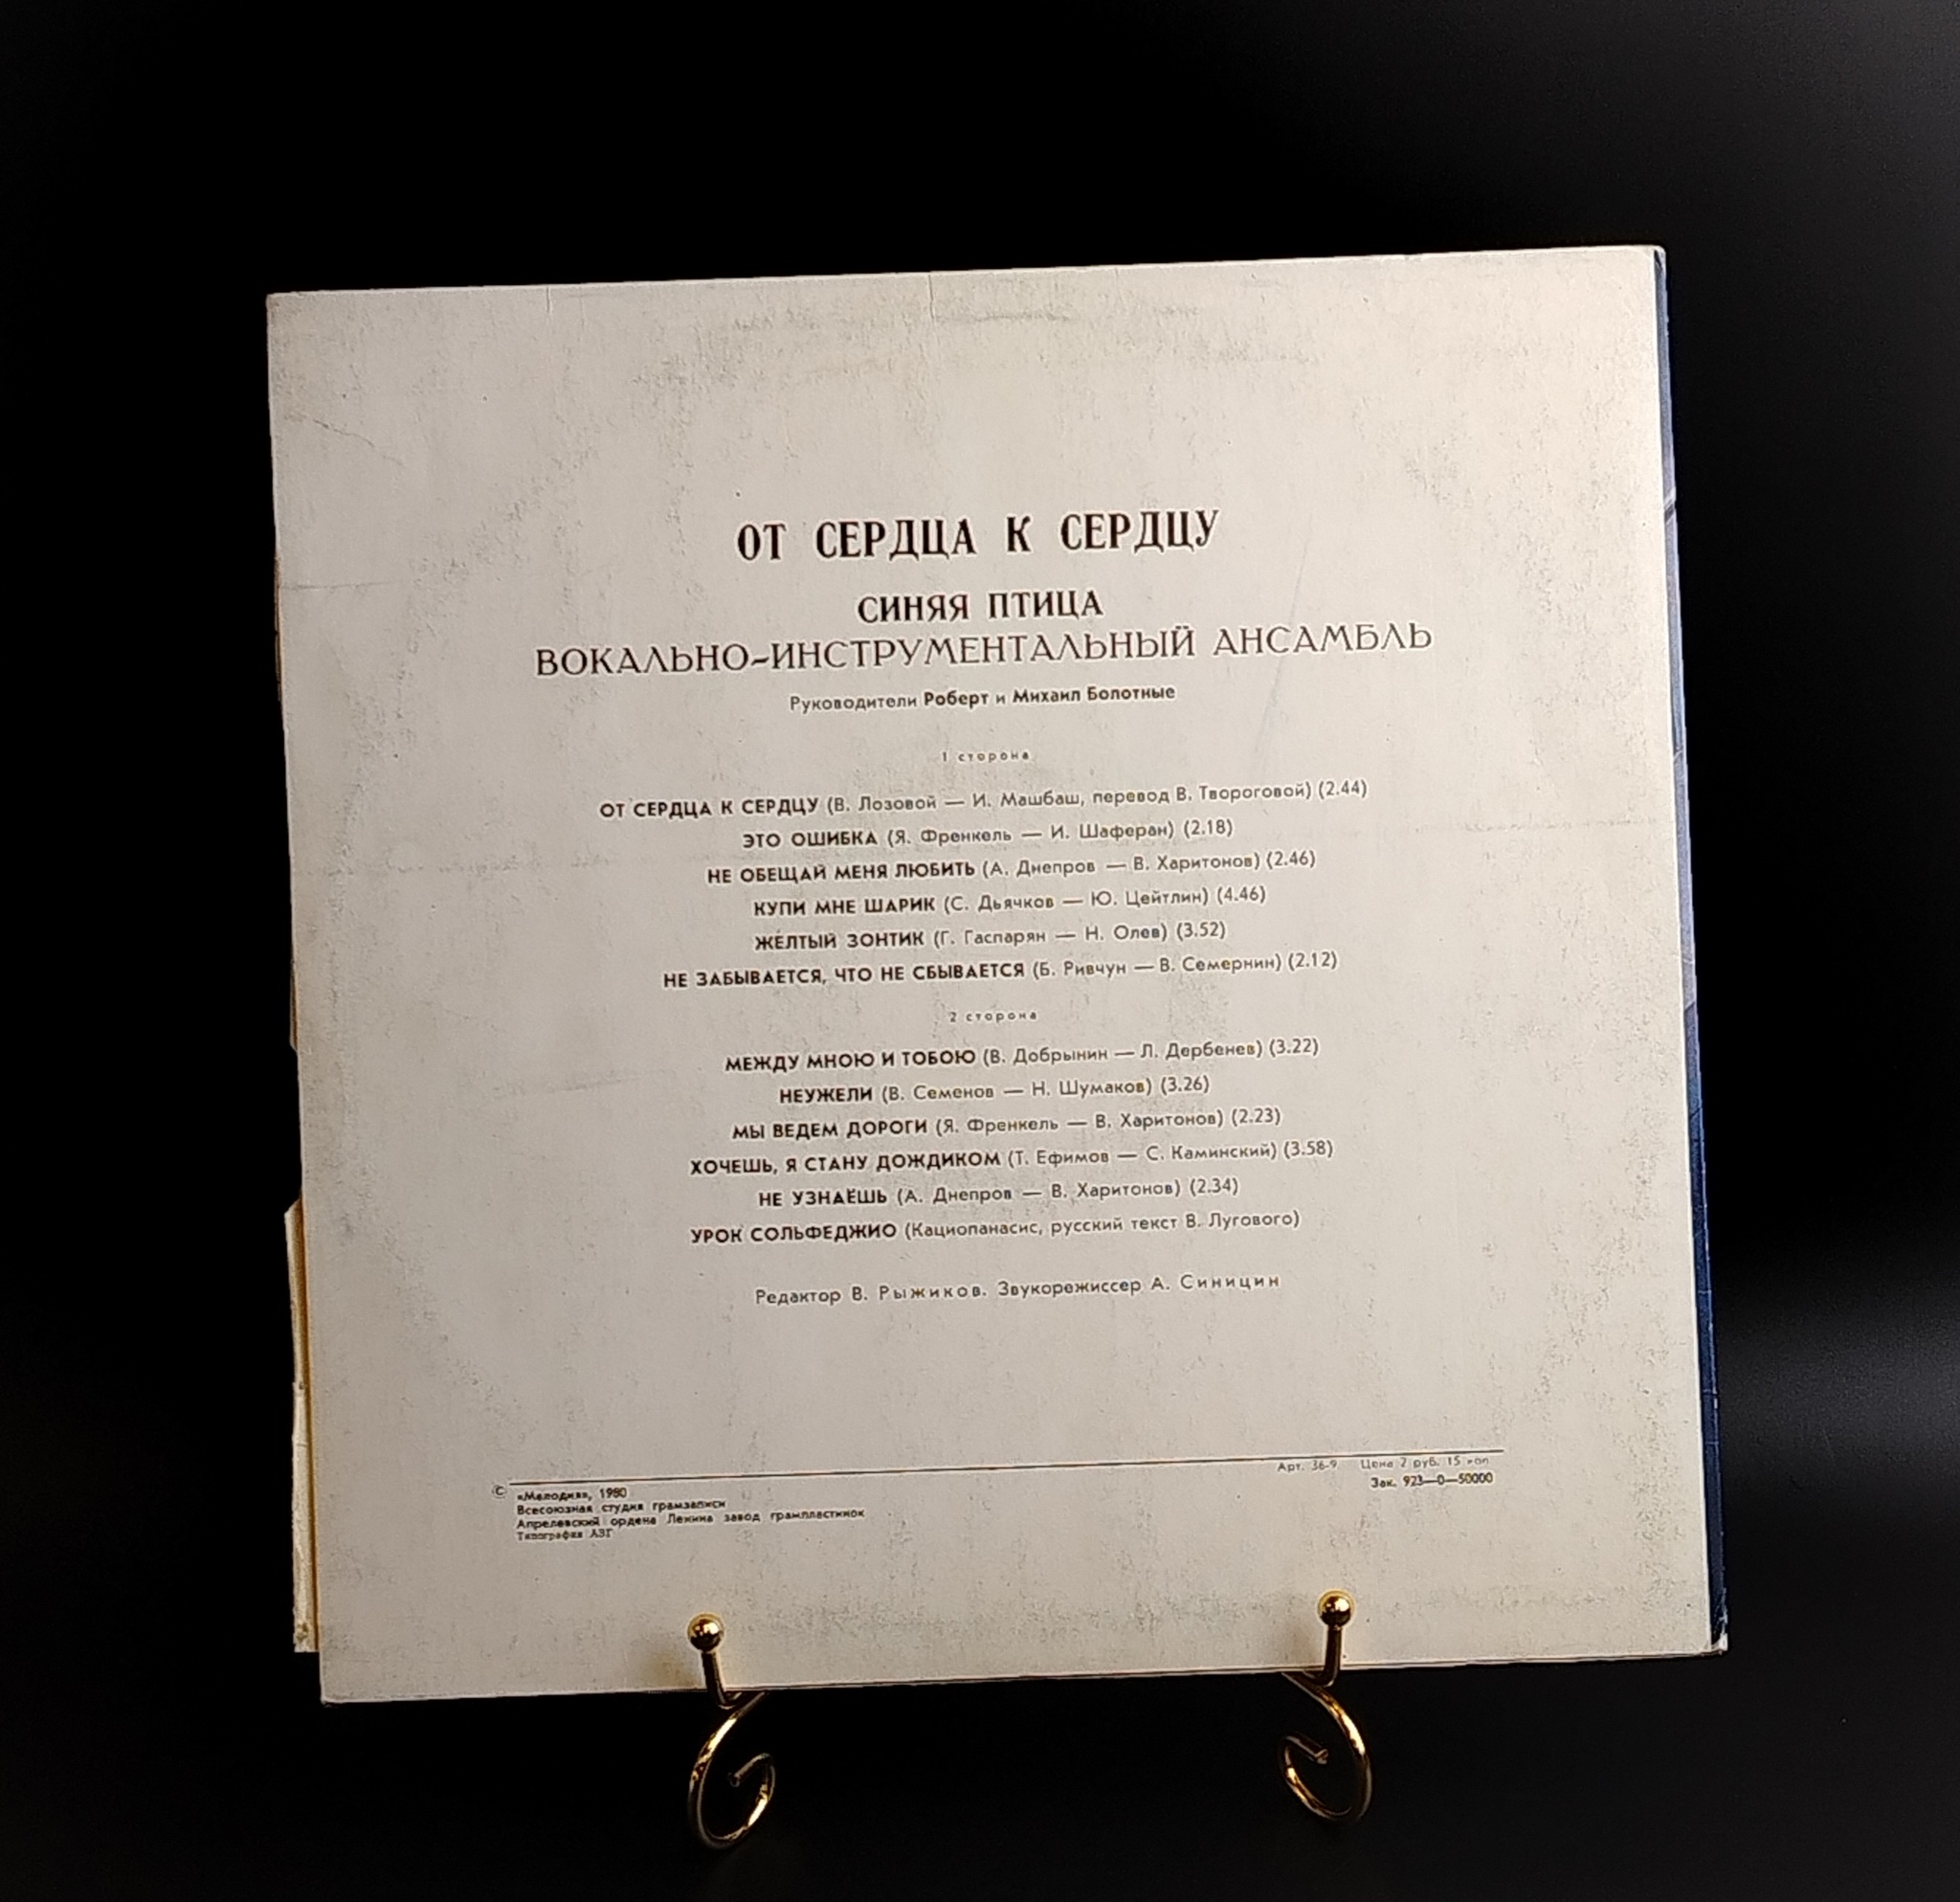 ОТ СЕРДЦА К СЕРДЦУ
СИНЯЯ ПТИЦА
ВОКАЛЬНО-ИНСТРУМЕНТАЛЬНЫЙ АНСАМБЛЬ
Руководители Роберт и Михаил Болотные
1 сторона
ОТ СЕРДЦА К СЕРДЦУ (В. Лозовой — И. Машбаш, перевод В. Твороговой) (2.44)
ЭТО ОШИБКА (Я. Френкель — И. Шаферан) (2.18)
НЕ ОБЕЩАЙ МЕНЯ ЛЮБИТЬ (А. Днепров — В. Харитонов) (2.46)
КУПИ МНЕ ШАРИК (С. Дьячков — Ю. Цейтлин) (4.46)
ЖЁЛТЫЙ ЗОНТИК (Г. Гаспарян — Н. Олев) (3.52)
НЕ ЗАБЫВАЕТСЯ, ЧТО НЕ СБЫВАЕТСЯ (Б. Ривчун — В. Семернин) (2.12)
2 сторона
МЕЖДУ МНОЮ И ТОБОЮ (В. Добрынин — Л. Дербенев) (3.22)
НЕУЖЕЛИ (В. Семенов — Н. Шумаков) (3.26)
МЫ ВЕДЕМ ДОРОГИ (Я. Френкель — В. Харитонов) (2.23)
ХОЧЕШЬ, Я СТАНУ ДОЖДИКОМ (Т. Ефимов — С. Каминский) (3.58)
НЕ УЗНАЁШЬ (А. Днепров — В. Харитонов) (2.34)
УРОК СОЛЬФЕДЖИО (Кациопанасис, русский текст В. Лугового)
Редактор В. Рыжиков. Звукорежиссер А. Синицин
Арт. 36-9 Цена 2 руб. 15 коп
Зак. 923—0—50000
© «Мелодия», 1980
Всесоюзная студия грамзаписи
Апрелевский ордена Ленина завод грампластинок
Типография АЗГ